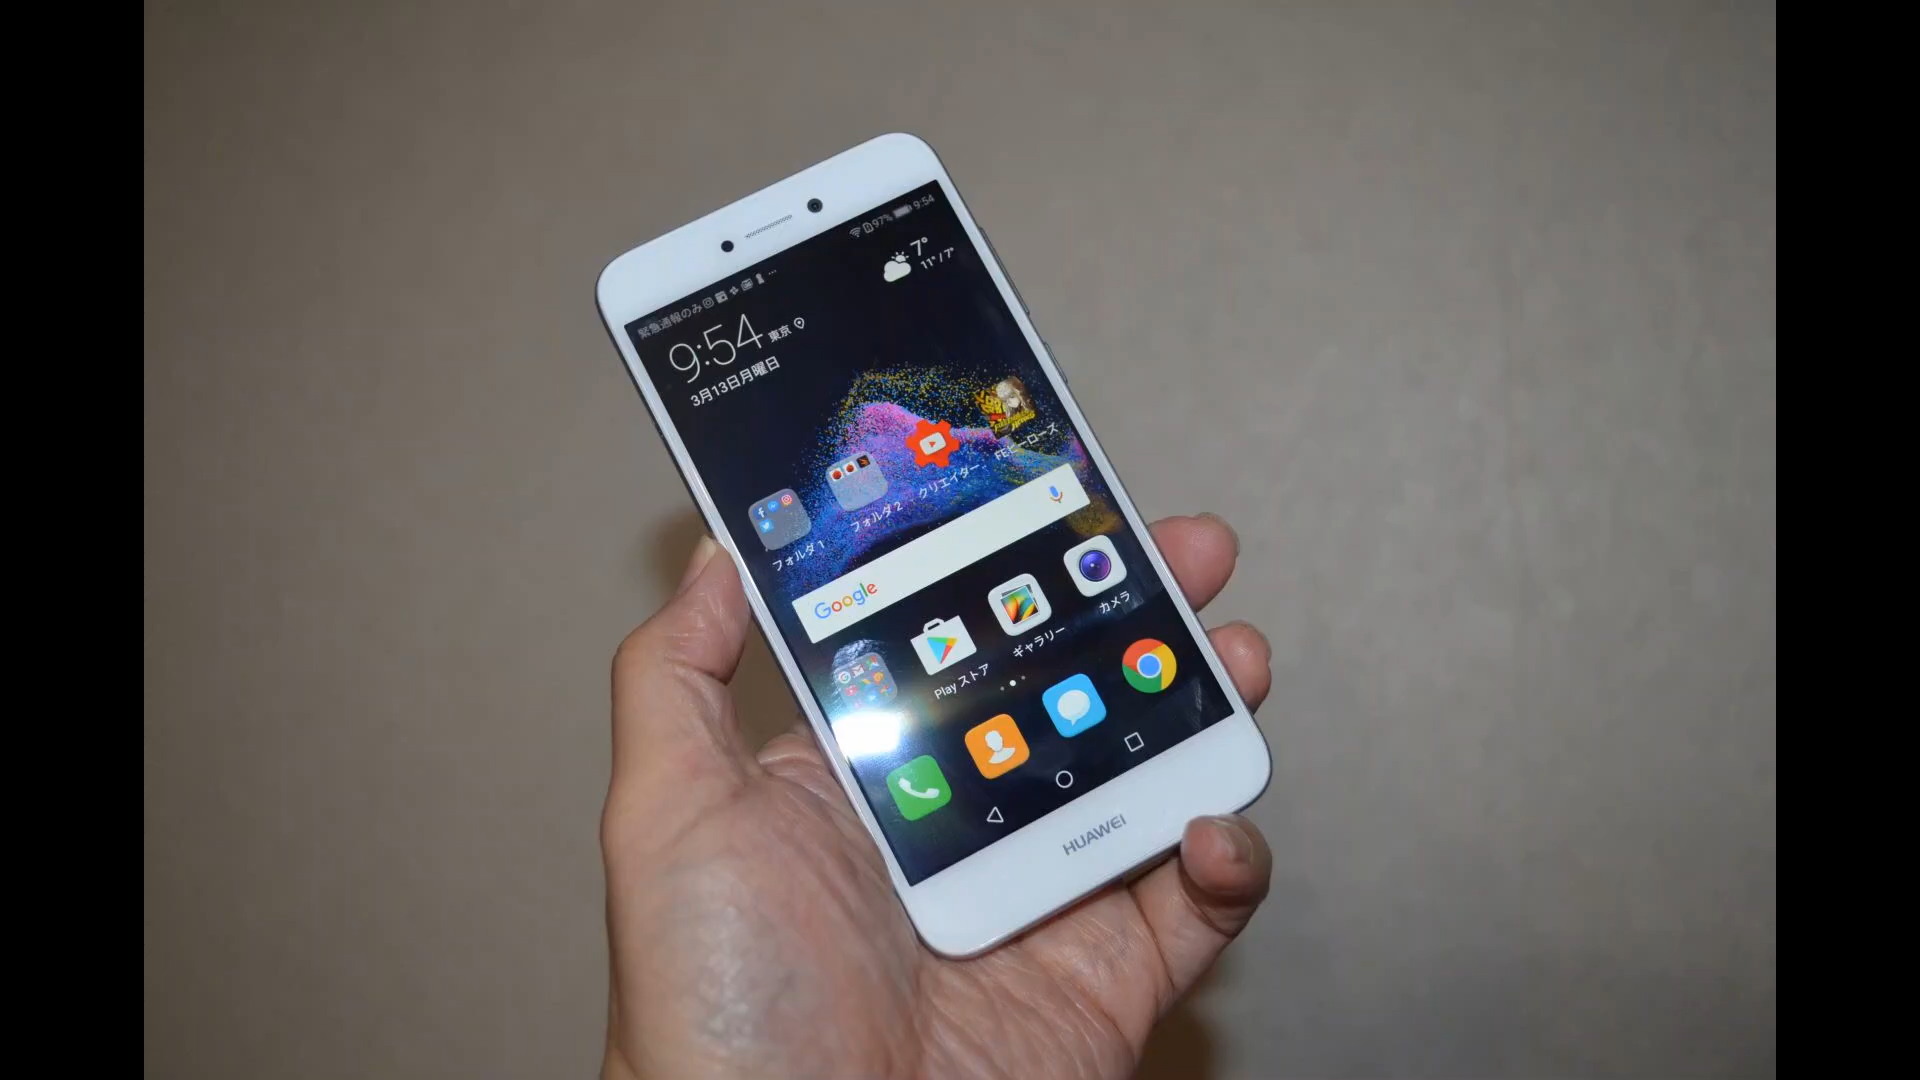 緊急通報のみ
97% 9:54
7°
11°/7°
9:54 東京
3月13日月曜日
フォルダ1
フォルダ2
クリエイター..
FEヒーローズ
Google
Play ストア
ギャラリー
カメラ
HUAWEI